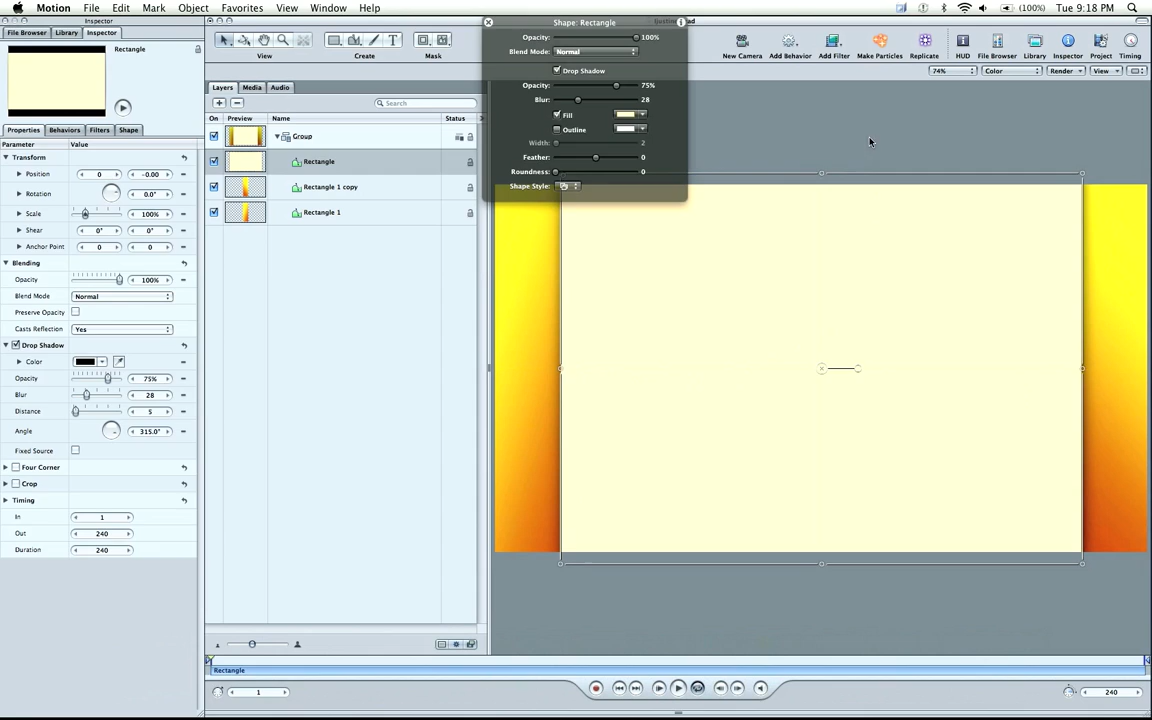 Motion File Edit Mark Object Favorites View Window Help (100%) Tue 9:18 PM
Inspector
File Browser Library Inspector
Rectangle
Properties Behaviors Filters Shape
Parameter Value
Transform
Position 0 -0.00
Rotation 0.0°
Scale 100%
Shear 0° 0°
Anchor Point 0 0
Blending
Opacity 100%
Blend Mode Normal
Preserve Opacity
Casts Reflection Yes
Drop Shadow
Color
Opacity 75%
Blur 28
Distance 5
Angle 315.0°
Fixed Source
Four Corner
Crop
Timing
In 1
Out 240
Duration 240
View Create Mask
Layers Media Audio
Search
On Preview Name Status
Group
Rectangle
Rectangle 1 copy
Rectangle 1
Shape: Rectangle
Opacity: 100%
Blend Mode: Normal
Drop Shadow
Opacity: 75%
Blur: 28
Fill
Outline
Width: 2
Feather: 0
Roundness: 0
Shape Style:
New Camera Add Behavior Add Filter Make Particles Replicate HUD File Browser Library Inspector Project Timing
74% Color Render View
Rectangle
1 240